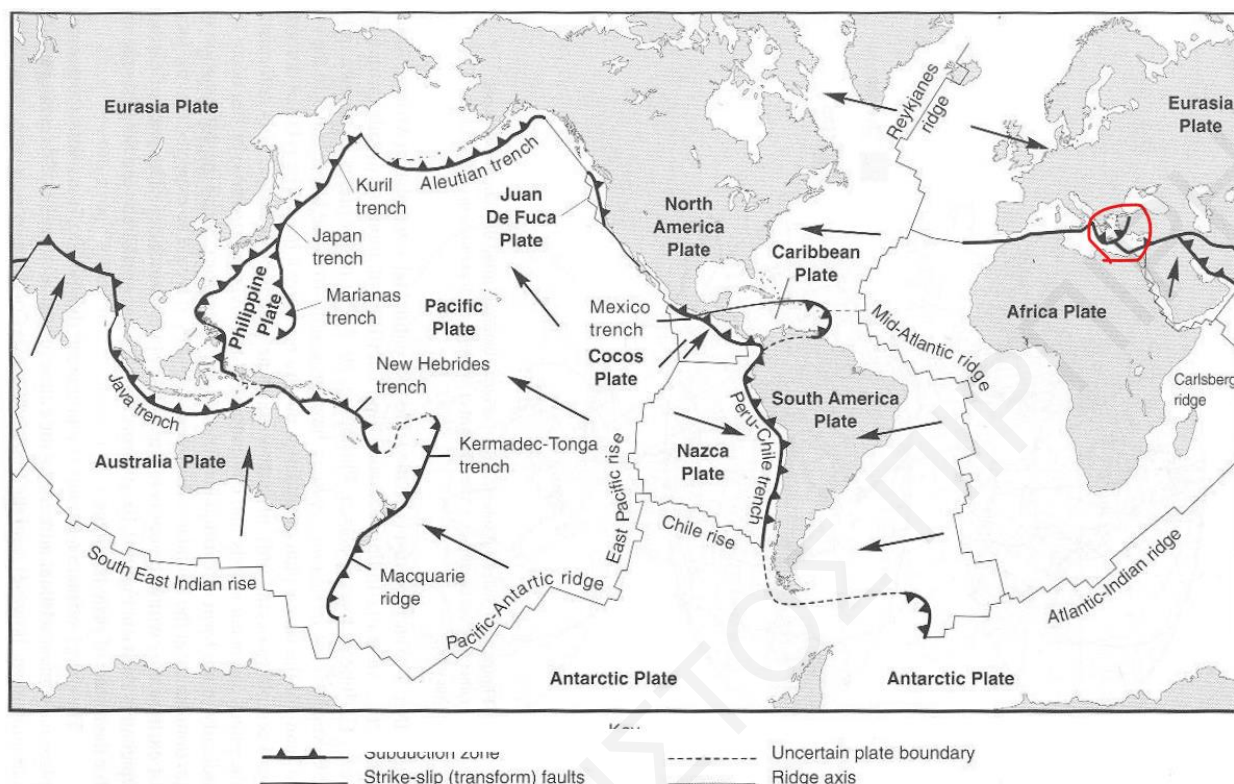 Eurasia Plate
Kuril
trench
Aleutian trench
Japan
trench
Philippine
Plate
Marianas
trench
Juan
De Fuca
Plate
North
America
Plate
Reykjanes
ridge
Eurasia
Plate
Pacific
Plate
Mexico
trench
Caribbean
Plate
Cocos
Plate
Mid-Atlantic ridge
Africa Plate
Java trench
New Hebrides
trench
South America
Plate
Carlsberg
ridge
Australia Plate
Kermadec-Tonga
trench
Nazca
Plate
Peru-Chile trench
East Pacific rise
Chile rise
South East Indian rise
Macquarie
ridge
Pacific-Antartic ridge
Atlantic-Indian ridge
Antarctic Plate
Antarctic Plate
Subduction zone
Strike-slip (transform) faults
Uncertain plate boundary
Ridge axis